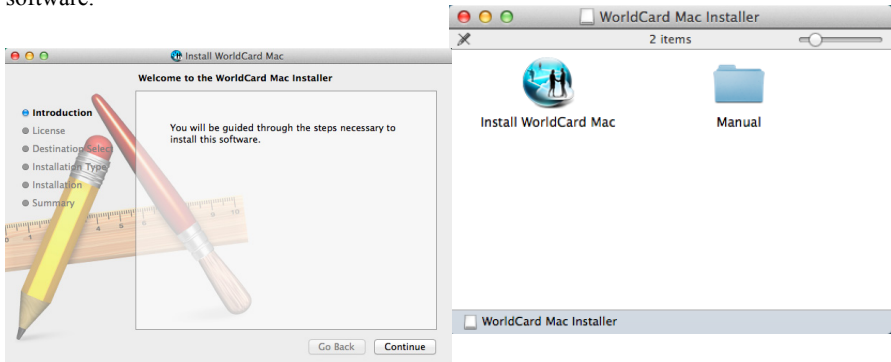 software.
WorldCard Mac Installer
2 items
Install WorldCard Mac
Manual
WorldCard Mac Installer
Install WorldCard Mac
Welcome to the WorldCard Mac Installer
Introduction
License
Destination Select
Installation Type
Installation
Summary
You will be guided through the steps necessary to
install this software.
Go Back
Continue